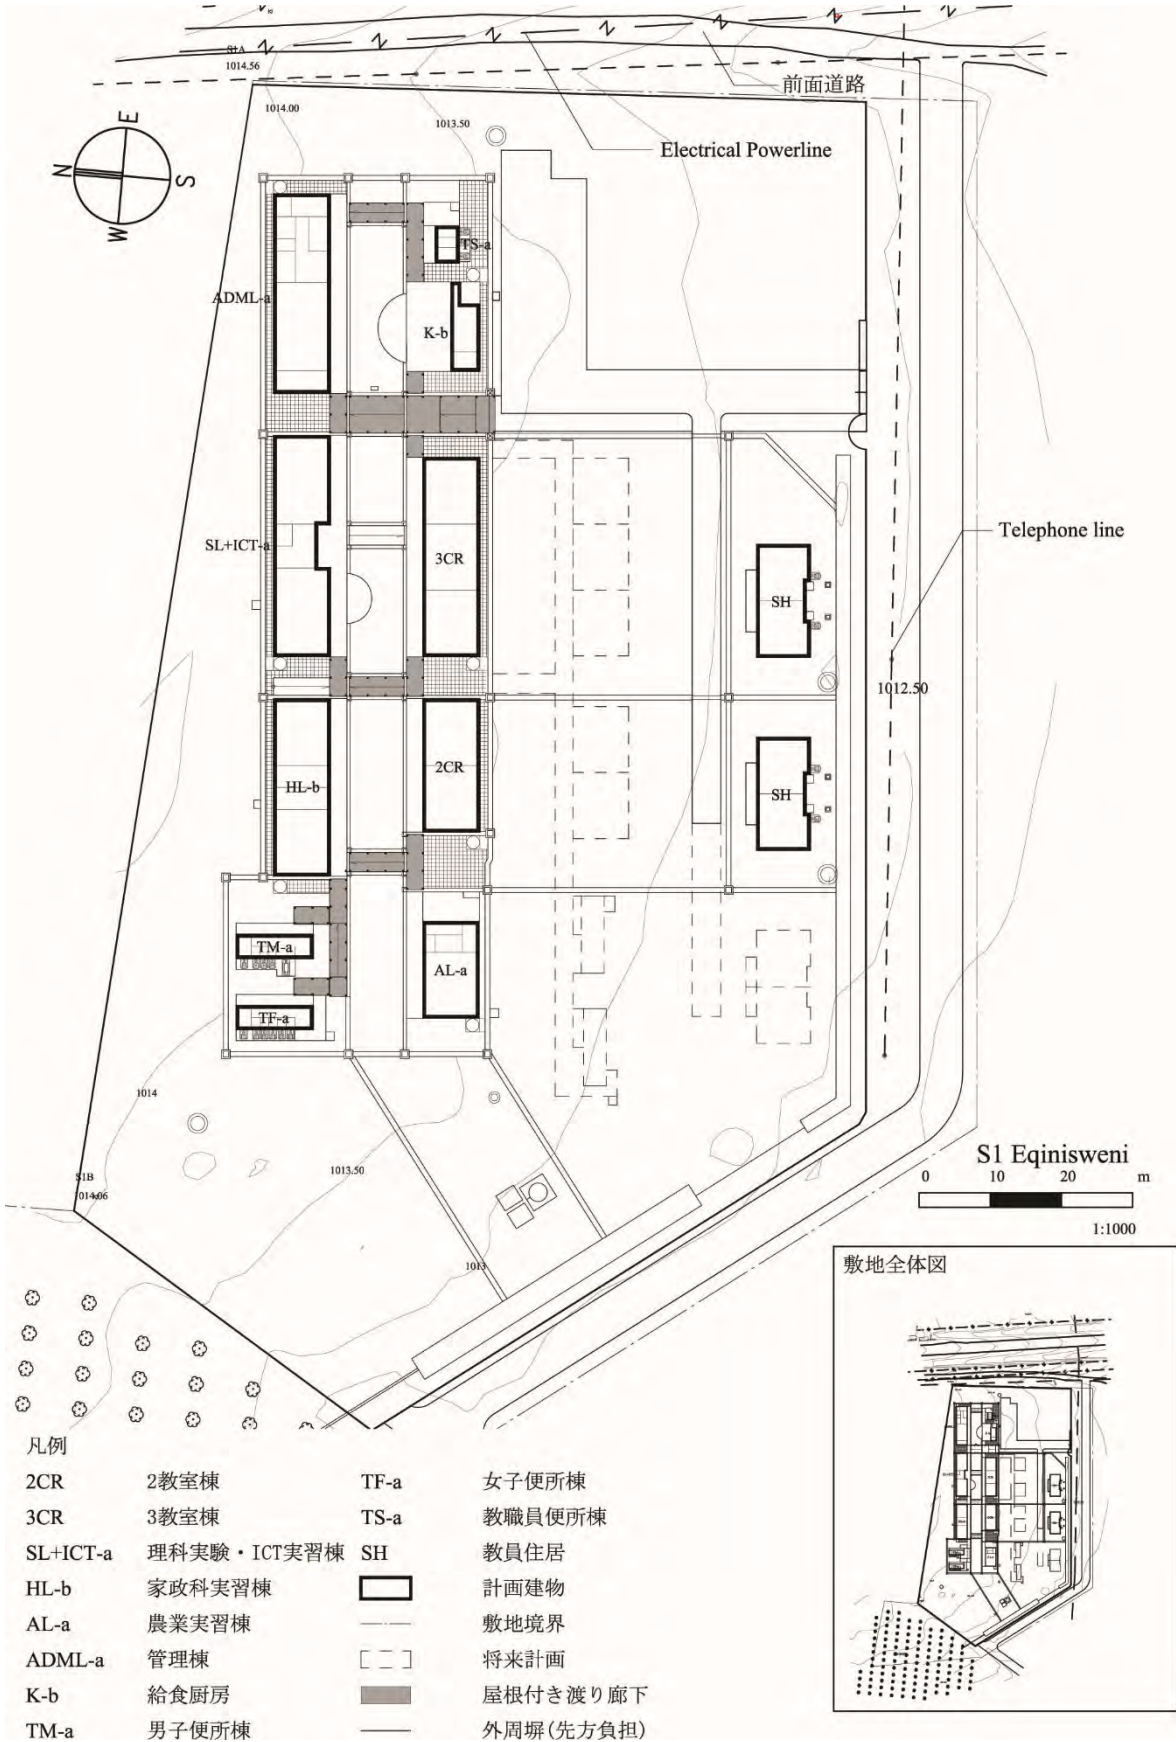 S1A
1014.56
前面道路
1014.00
1013.50
Electrical Powerline
E
N
S
W
TS-a
ADML-a
K-b
Telephone line
SL+ICT-a
3CR
SH
1012.50
2CR
HL-b
SH
TM-a
AL-a
TF-a
1014
S1 Eqinisweni
1013.50
S1B
1014.06
0 10 20 m
1:1000
1013
敷地全体図
凡例
2CR 2教室棟 TF-a 女子便所棟
3CR 3教室棟 TS-a 教職員便所棟
SL+ICT-a 理科実験・ICT実習棟 SH 教員住居
HL-b 家政科実習棟 計画建物
AL-a 農業実習棟 敷地境界
ADML-a 管理棟 将来計画
K-b 給食厨房 屋根付き渡り廊下
TM-a 男子便所棟 外周塀(先方負担)